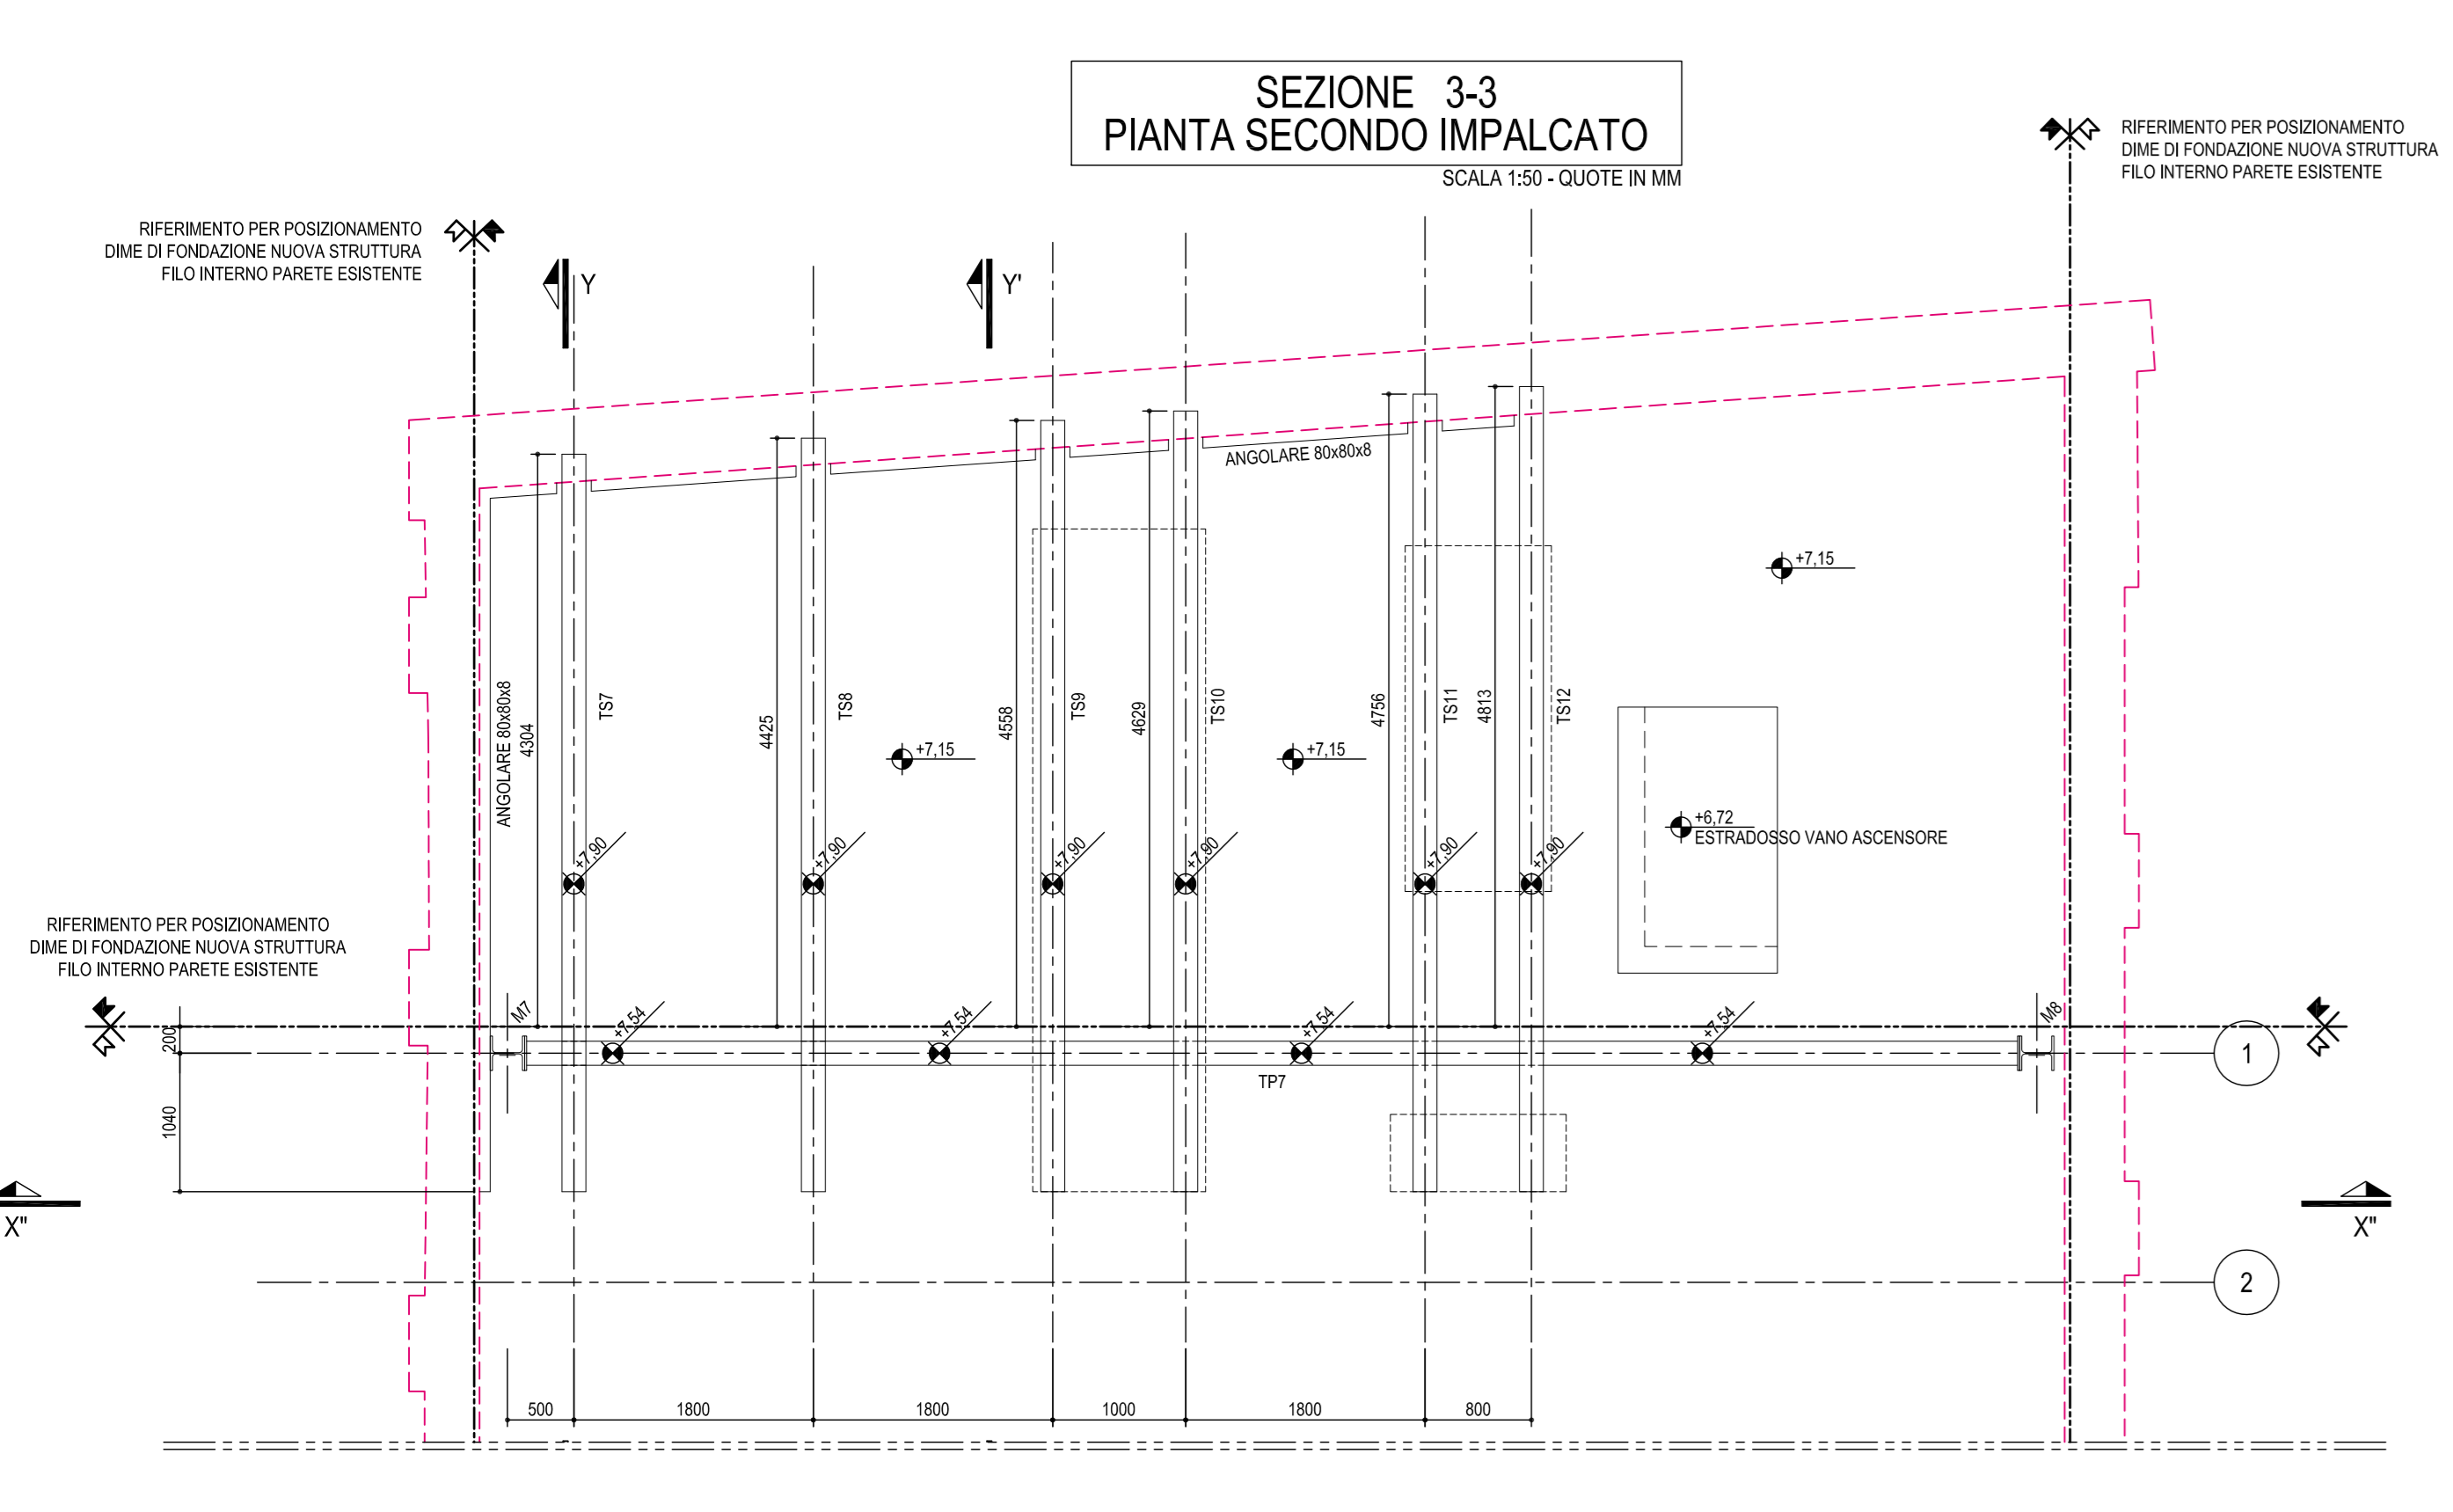 SEZIONE 3-3
PIANTA SECONDO IMPALCATO
SCALA 1:50 - QUOTE IN MM
RIFERIMENTO PER POSIZIONAMENTO
DIME DI FONDAZIONE NUOVA STRUTTURA
FILO INTERNO PARETE ESISTENTE
RIFERIMENTO PER POSIZIONAMENTO
DIME DI FONDAZIONE NUOVA STRUTTURA
FILO INTERNO PARETE ESISTENTE
Y
Y'
ANGOLARE 80x80x8
+7,15
ANGOLARE 80x80x8
4304
TS7
4425
TS8
4558
TS9
4629
TS10
4756
TS11
4813
TS12
+7,15
+7,15
+6,72
ESTRADOSSO VANO ASCENSORE
+7,90
+7,90
+7,90
+7,90
+7,90
+7,90
RIFERIMENTO PER POSIZIONAMENTO
DIME DI FONDAZIONE NUOVA STRUTTURA
FILO INTERNO PARETE ESISTENTE
M7
+7,54
+7,54
+7,54
+7,54
M8
200
1
TP7
1040
X"
X"
2
500
1800
1800
1000
1800
800